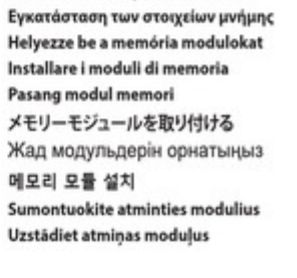 Εγκατάσταση των στοιχείων μνήμης
Helyezze be a memória modulokat
Installare i moduli di memoria
Pasang modul memori
メモリーモジュールを取り付ける
Жад модульдерін орнатыңыз
메모리 모듈 설치
Sumontuokite atminties modulius
Uzstādiet atmiņas moduļus